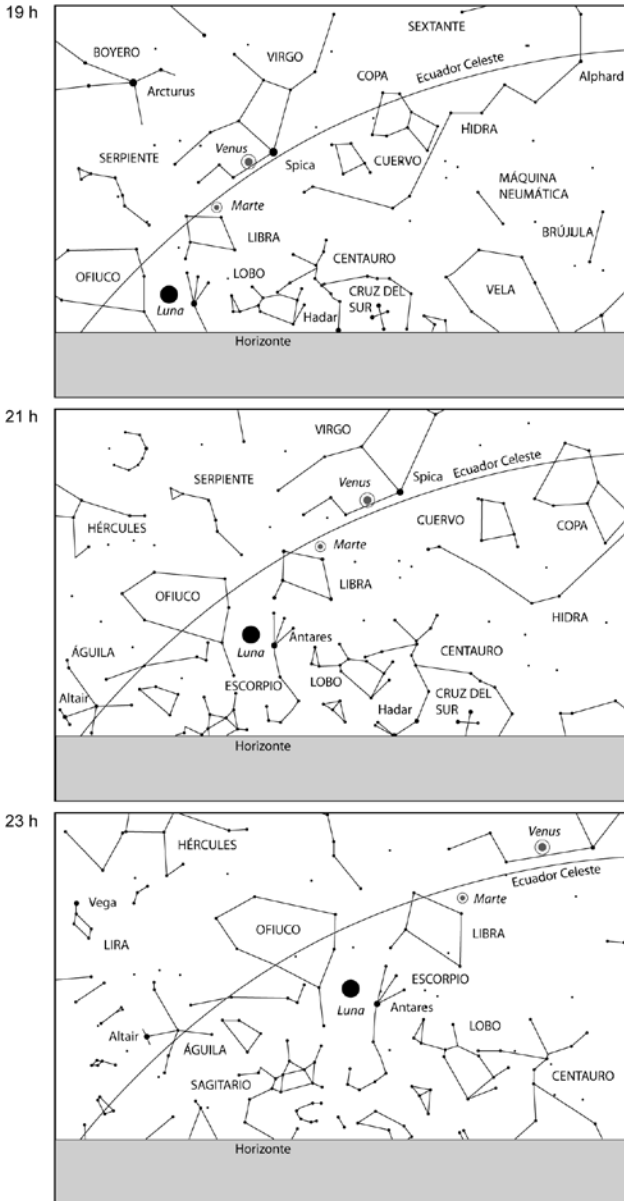 19 h
SEXTANTE
BOYERO
VIRGO
Ecuador Celeste
COPA
Arcturus
Alphard
HIDRA
Venus
SERPIENTE
Spica
CUERVO
MÁQUINA
NEUMÁTICA
Marte
BRÚJULA
LIBRA
CENTAURO
OFIUCO
LOBO
CRUZ DEL
SUR
VELA
Luna
Hadar
Horizonte
21 h
VIRGO
Ecuador Celeste
SERPIENTE
Venus
Spica
HÉRCULES
CUERVO
COPA
Marte
OFIUCO
LIBRA
HIDRA
Antares
ÁGUILA
Luna
CENTAURO
ESCORPIO
LOBO
Altair
CRUZ DEL
SUR
Hadar
Horizonte
23 h
Venus
HÉRCULES
Ecuador Celeste
Vega
Marte
OFIUCO
LIBRA
LIRA
ESCORPIO
Luna
Antares
LOBO
Altair
ÁGUILA
SAGITARIO
CENTAURO
Horizonte